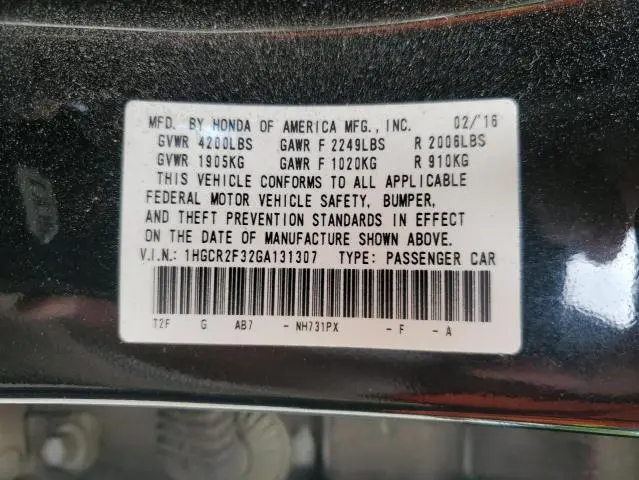 MFD. BY HONDA OF AMERICA MFG., INC. 02/'16
GVWR 4200LBS GAWR F 2249LBS R 2006LBS
GVWR 1905KG GAWR F 1020KG R 910KG
THIS VEHICLE CONFORMS TO ALL APPLICABLE
FEDERAL MOTOR VEHICLE SAFETY, BUMPER,
AND THEFT PREVENTION STANDARDS IN EFFECT
ON THE DATE OF MANUFACTURE SHOWN ABOVE.
V.I.N.: 1HGCR2F32GA131307 TYPE: PASSENGER CAR
T2F G AB7 - NH731PX - F - A